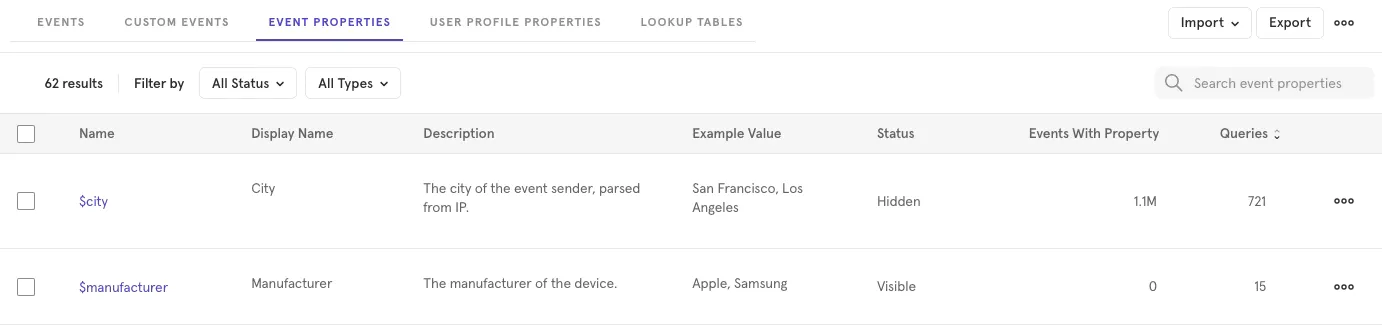 EVENTS CUSTOM EVENTS EVENT PROPERTIES USER PROFILE PROPERTIES LOOKUP TABLES Import Export
62 results Filter by All Status All Types Search event properties
Name Display Name Description Example Value Status Events With Property Queries
$city City The city of the event sender, parsed San Francisco, Los Hidden 1.1M 721
from IP. Angeles
$manufacturer Manufacturer The manufacturer of the device. Apple, Samsung Visible 0 15